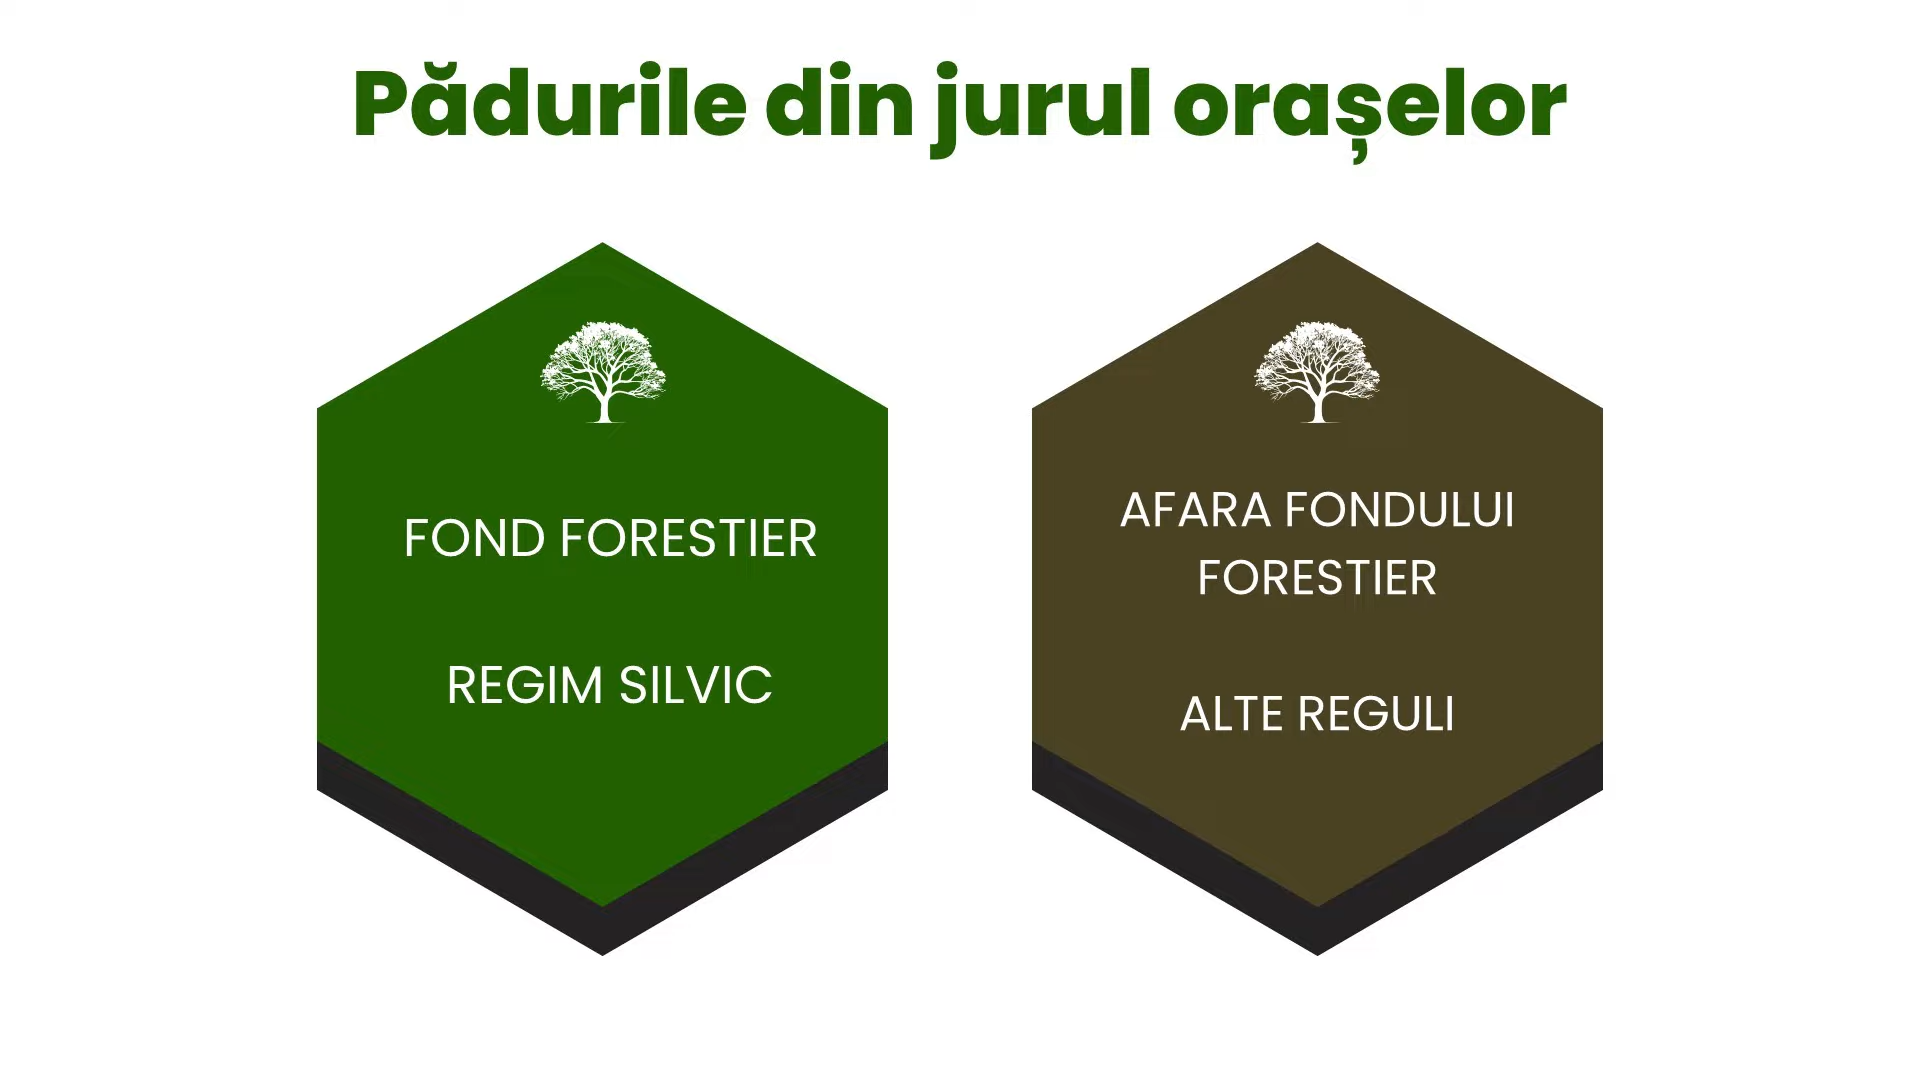 Pădurile din jurul orașelor
FOND FORESTIER
REGIM SILVIC
AFARA FONDULUI
FORESTIER
ALTE REGULI